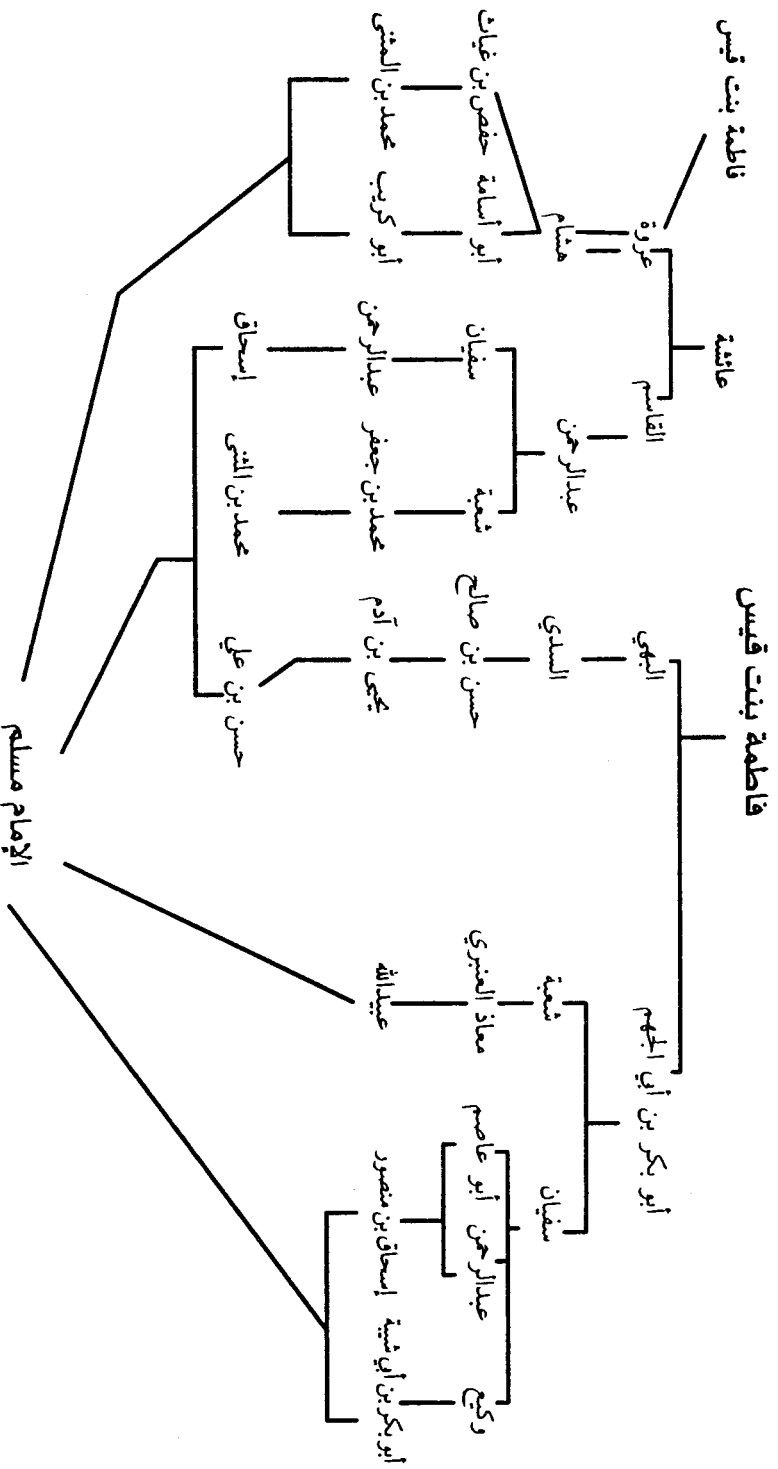 فاطمة بنت قيس
عائشة
فاطمة بنت قيس
أبو بكر بن أبي الجهم
البهي
القاسم
عروة
سفيان
شعبة
السدي
عبدالرحمن
هشام
وكيع
عبدالرحمن
أبو عاصم
معاذ العنبري
حسن بن صالح
شعبة
سفيان
أبو أسامة
حفص بن غياث
أبو بكر بن أبي شيبة
إسحاق بن منصور
عبيدالله
يحيى بن آدم
محمد بن جعفر
عبدالرحمن
أبو كريب
محمد بن المثنى
حسن بن علي
محمد بن المثنى
إسحاق
الإمام مسلم